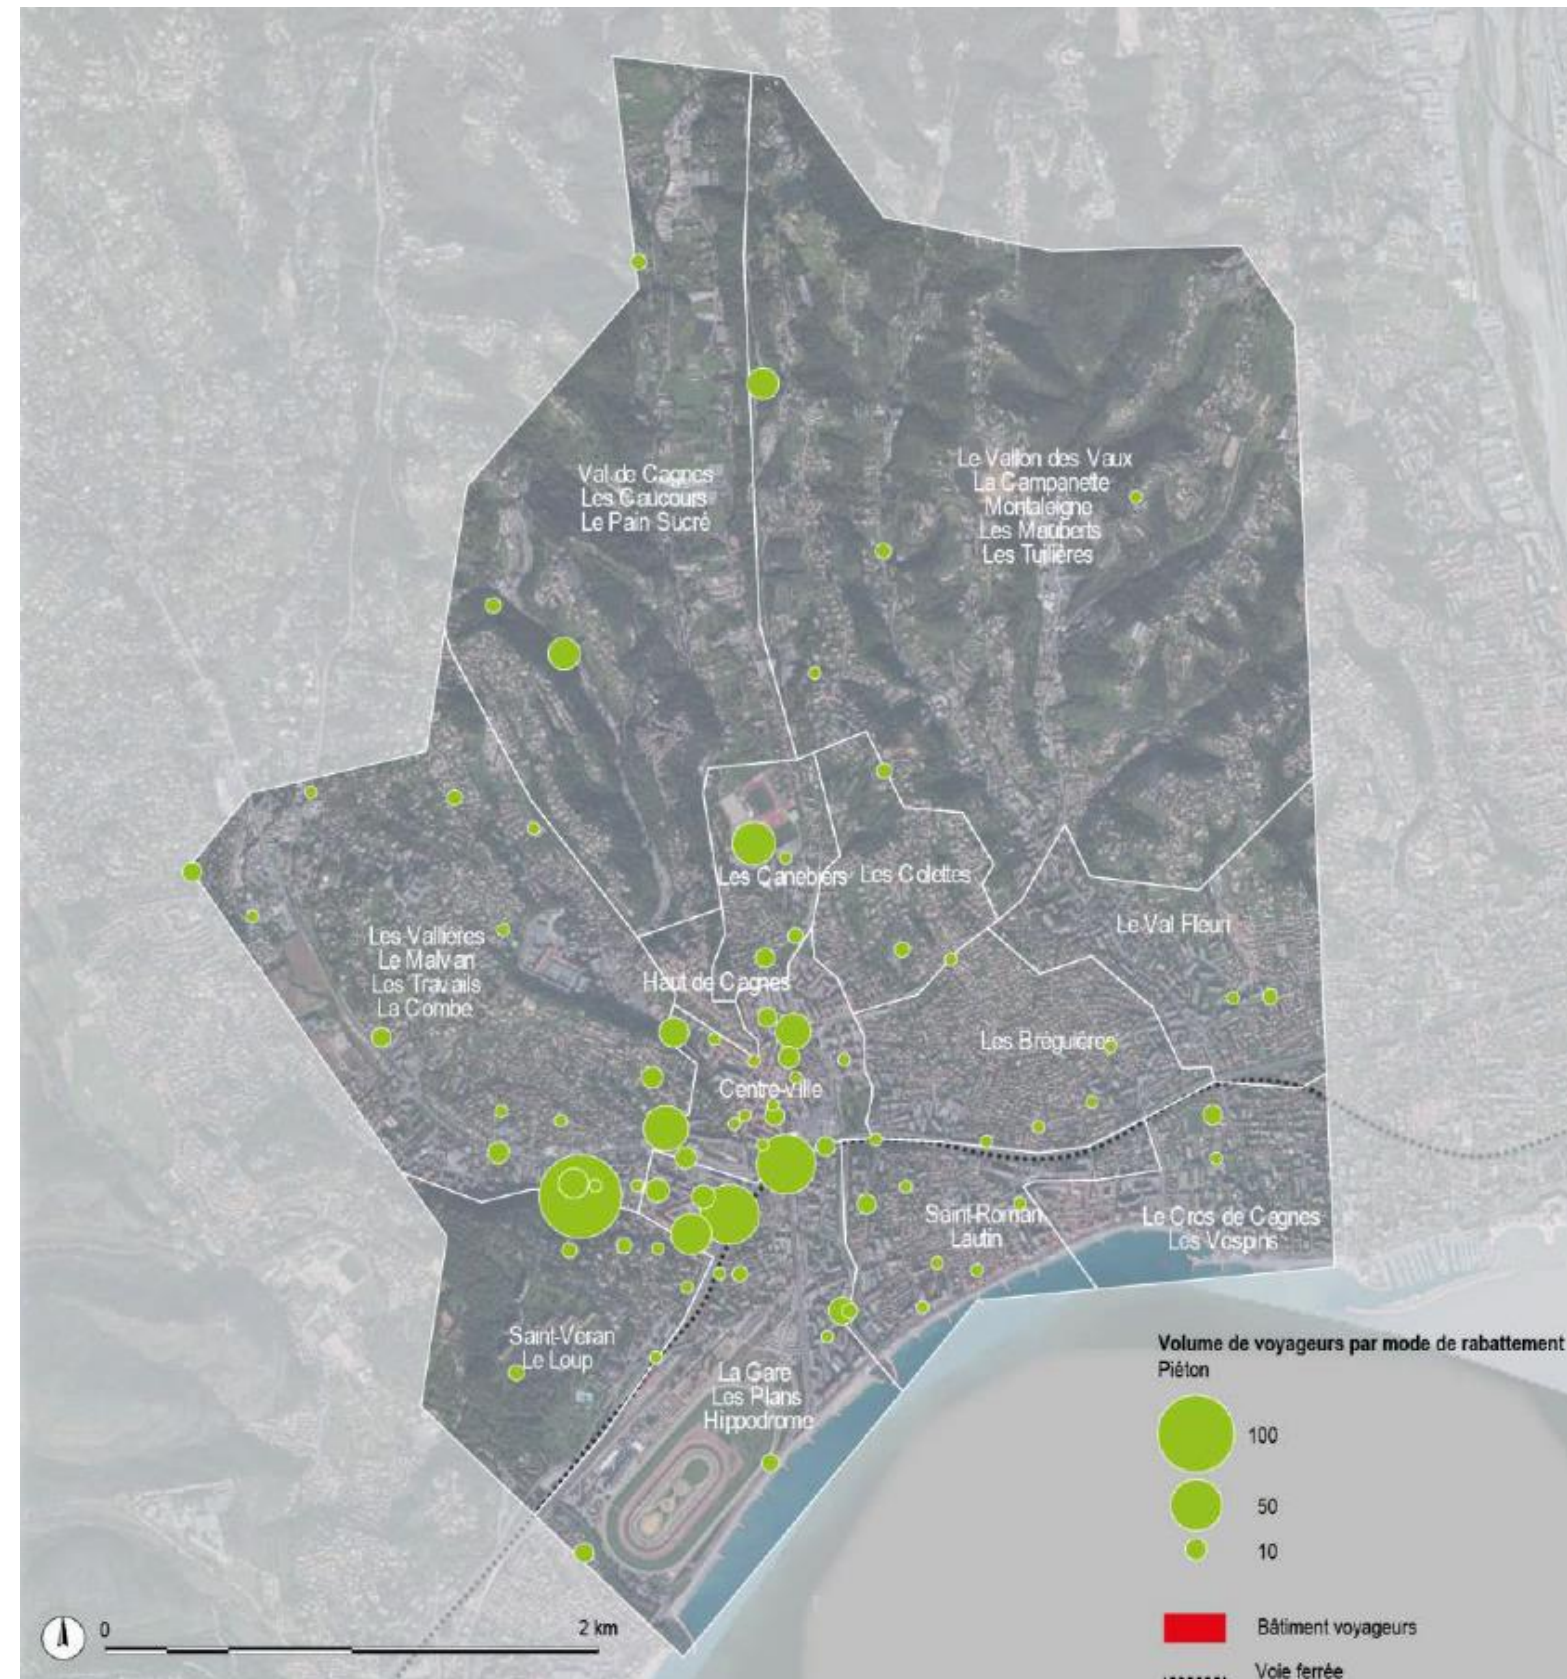 Val de Cagnes
Les Caucours
Le Pain Sucré
Le Vallon des Vaux
La Campanette
Montaleigne
Les Mauberts
Les Tuilières
Les Canebiers
Les Colettes
Le Val Fleuri
Les Vallières
Le Malvan
Les Travails
La Combe
Haut de Cagnes
Les Bréguières
Centre-ville
Saint-Roman
Lautin
Le Cros de Cagnes
Les Vespins
Saint-Véran
Le Loup
La Gare
Les Plans
Hippodrome
Volume de voyageurs par mode de rabattement
Piéton
100
50
10
Bâtiment voyageurs
Voie ferrée
0
2 km